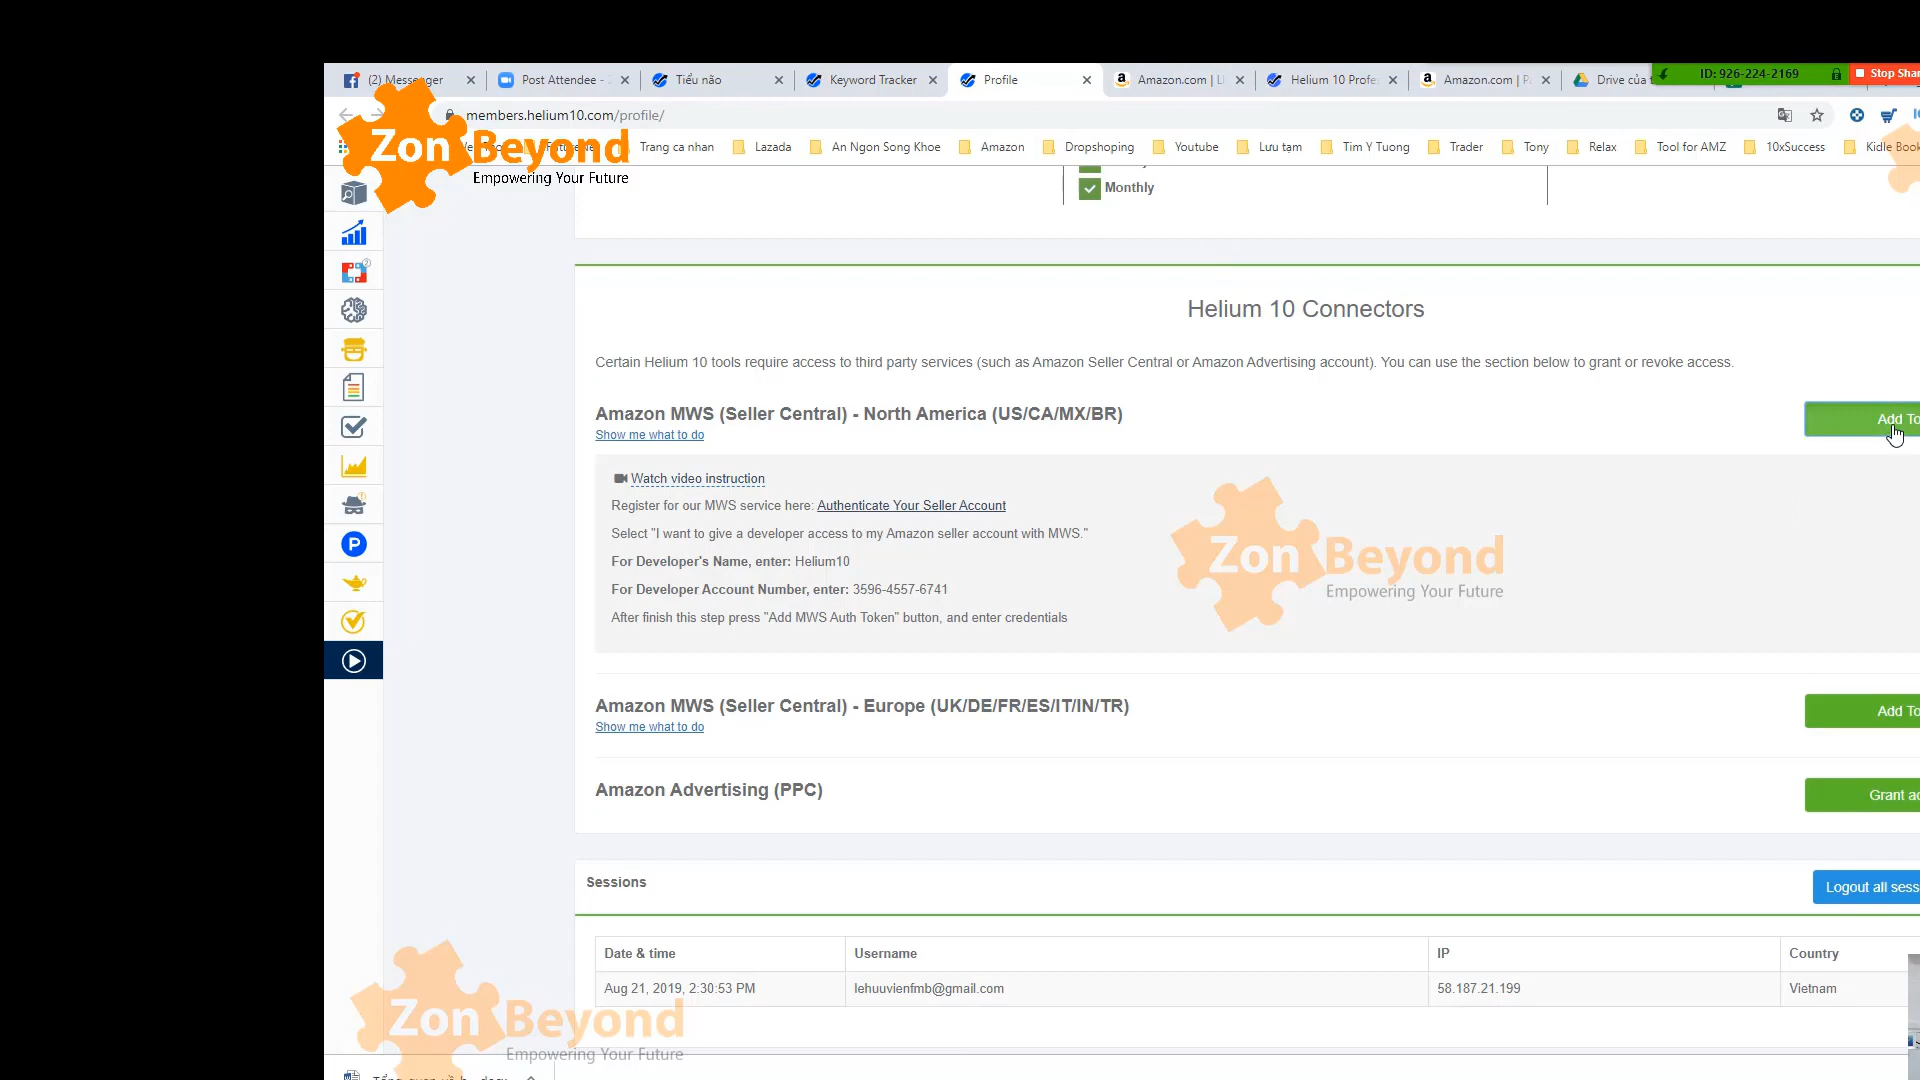 (2) Messenger
Post Attendee -
Tiểu não
Keyword Tracker
Profile
Amazon.com |
Helium 10 Profe
Amazon.com |
Drive của
ID: 926-224-2169
Stop Shar
members.helium10.com/profile/
Trang ca nhan
Lazada
An Ngon Song Khoe
Amazon
Dropshoping
Youtube
Lưu tạm
Tim Y Tuong
Trader
Tony
Relax
Tool for AMZ
10xSuccess
Kidle Book
Zon Beyond
Empowering Your Future
Monthly
Helium 10 Connectors
Certain Helium 10 tools require access to third party services (such as Amazon Seller Central or Amazon Advertising account). You can use the section below to grant or revoke access.
Amazon MWS (Seller Central) - North America (US/CA/MX/BR)
Add To
Show me what to do
Watch video instruction
Register for our MWS service here: Authenticate Your Seller Account
Select "I want to give a developer access to my Amazon seller account with MWS."
For Developer's Name, enter: Helium10
For Developer Account Number, enter: 3596-4557-6741
After finish this step press "Add MWS Auth Token" button, and enter credentials
Zon Beyond
Empowering Your Future
Amazon MWS (Seller Central) - Europe (UK/DE/FR/ES/IT/IN/TR)
Add To
Show me what to do
Amazon Advertising (PPC)
Grant ac
Sessions
Logout all sess
Date & time
Username
IP
Country
Aug 21, 2019, 2:30:53 PM
lehuuvienfmb@gmail.com
58.187.21.199
Vietnam
Zon Beyond
Empowering Your Future